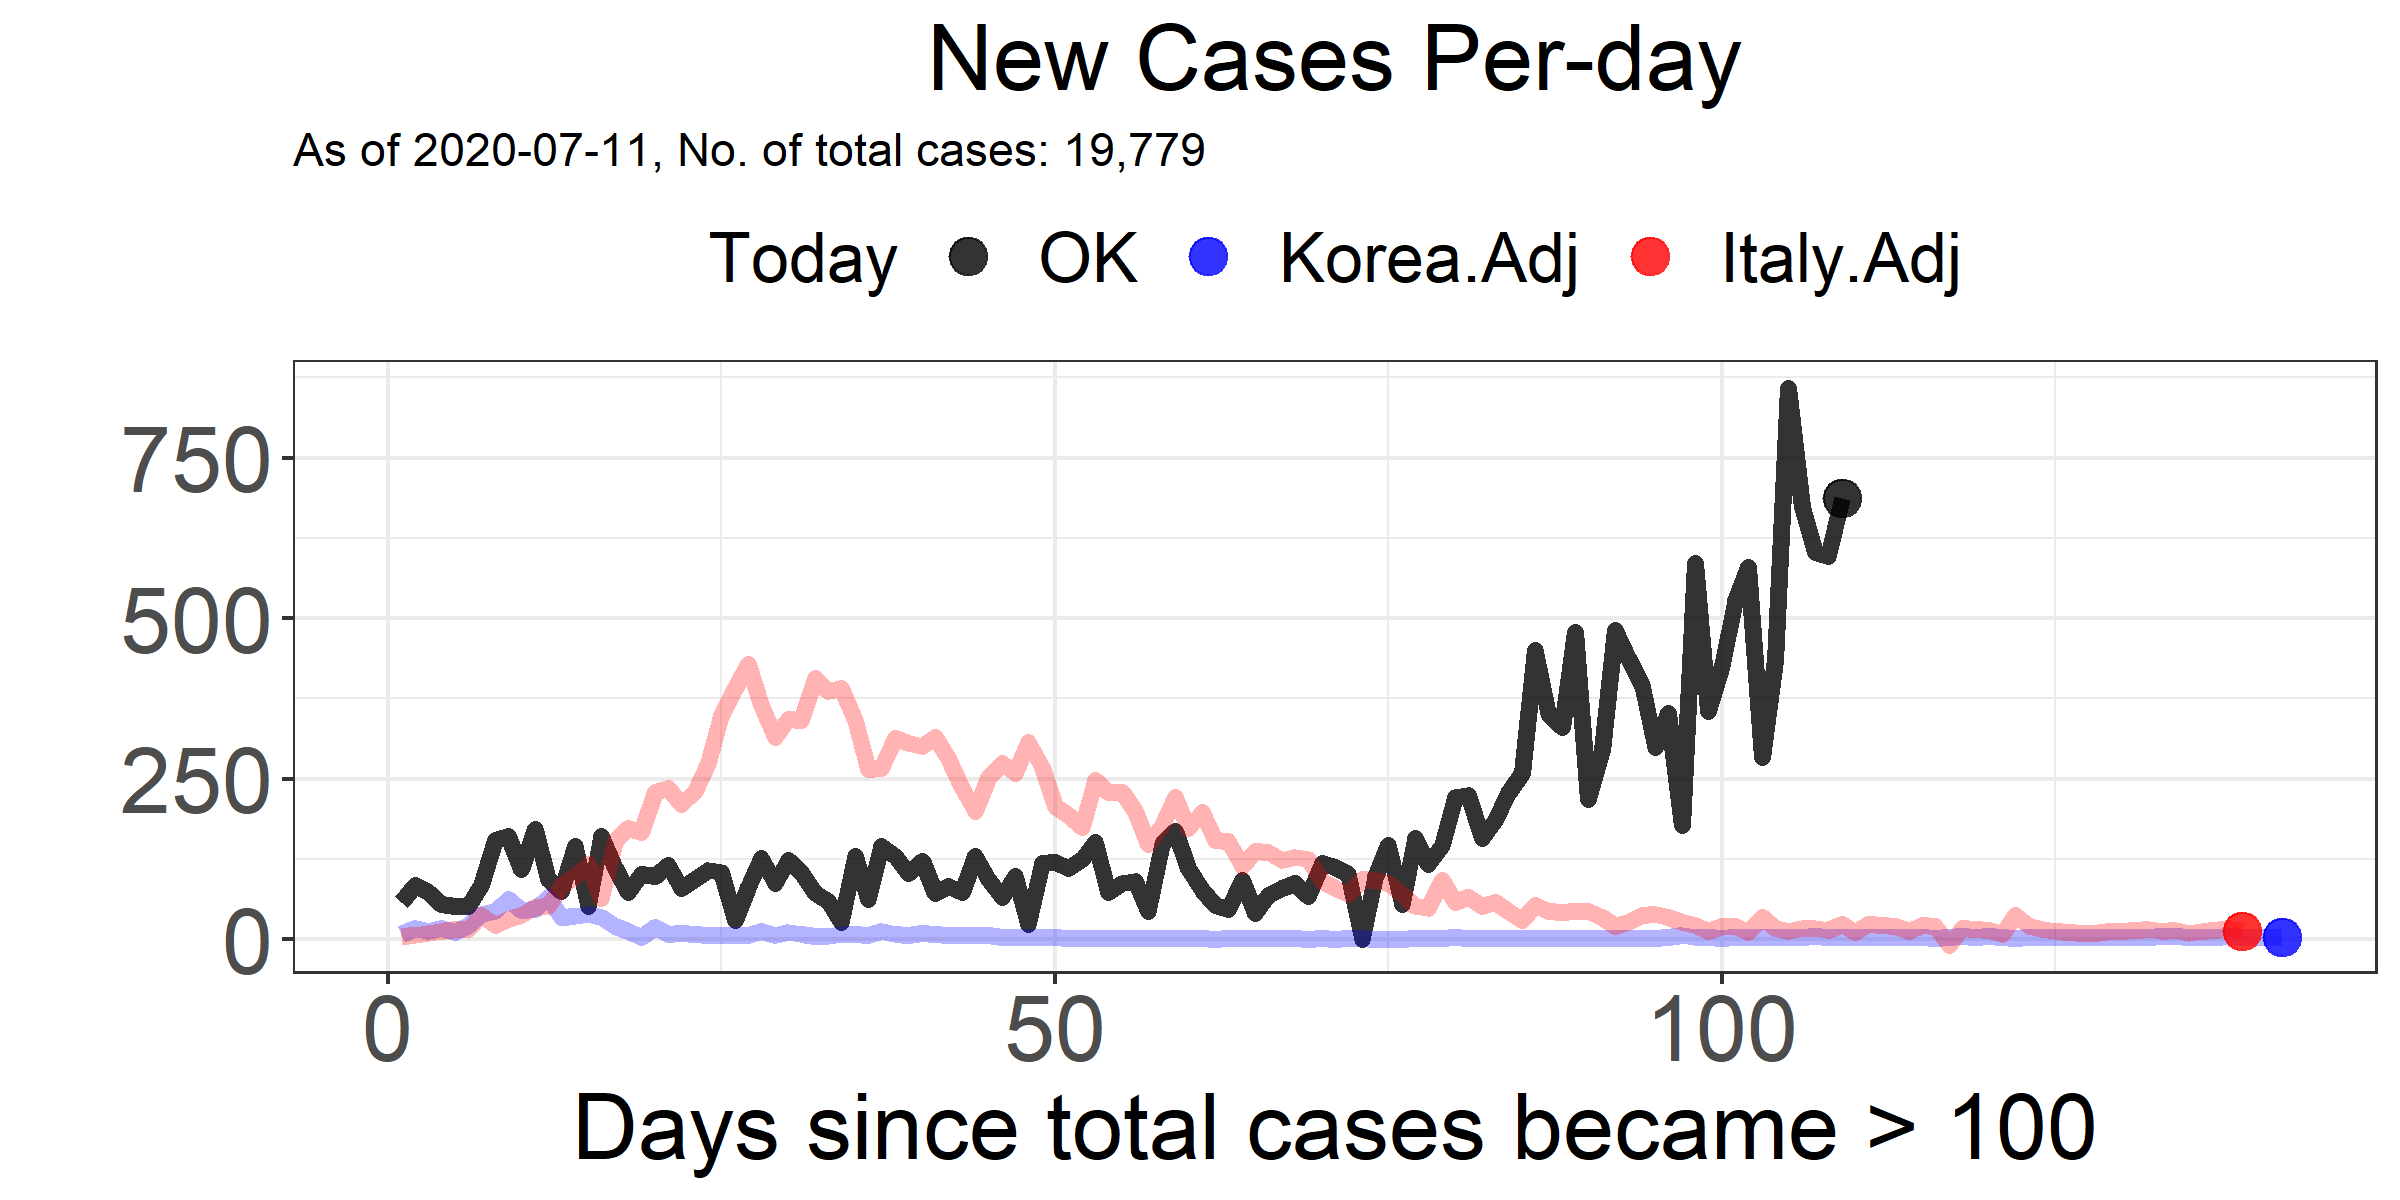 New Cases Per-day
As of 2020-07-11, No. of total cases: 19,779
Today OK Korea.Adj Italy.Adj
750
500
250
0
0 50 100
Days since total cases became > 100